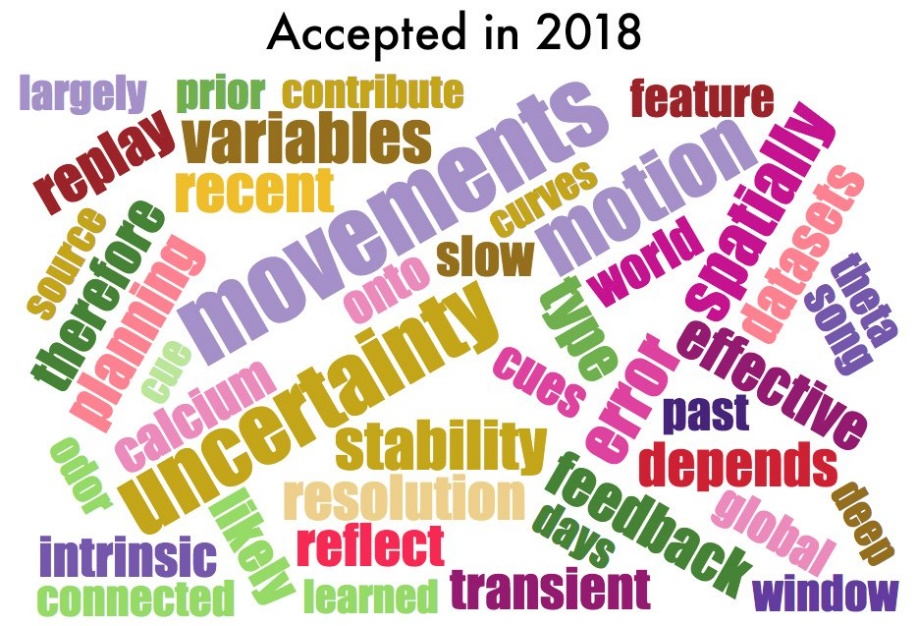 Accepted in 2018
largely
prior
contribute
feature
replay
variables
movements
spatially
recent
motion
curves
source
therefore
planning
onto
slow
world
datasets
theta
song
cue
type
calcium
uncertainty
cues
error
effective
past
odor
stability
depends
likely
resolution
feedback
global
deep
intrinsic
reflect
days
connected
learned
transient
window